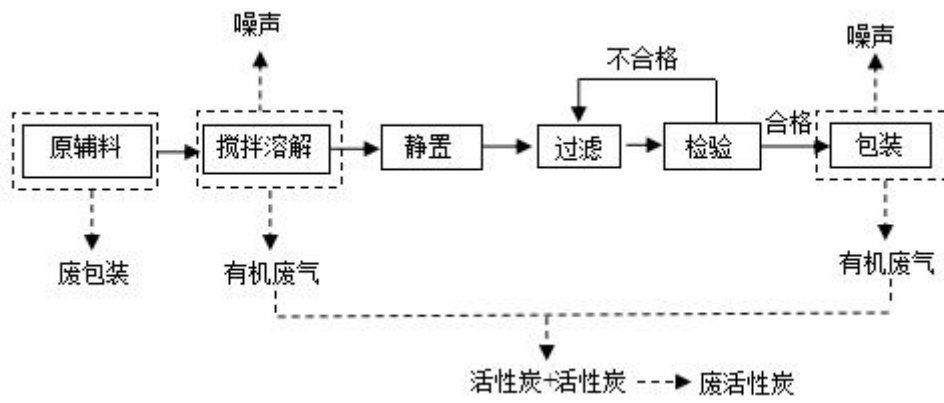 噪声
噪声
不合格
原辅料
搅拌溶解
静置
过滤
检验
合格
包装
废包装
有机废气
有机废气
活性炭+活性炭
废活性炭